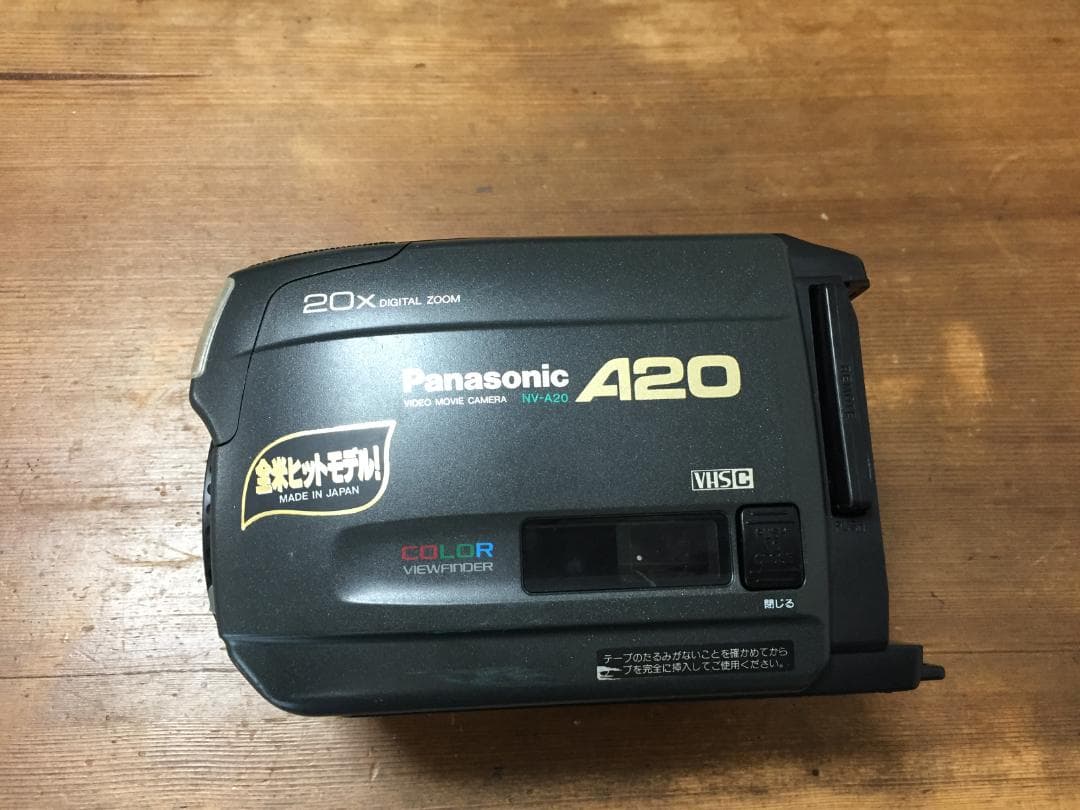 20x DIGITAL ZOOM
Panasonic A20
VIDEO MOVIE CAMERA NV-A20
全米ヒットモデル!
MADE IN JAPAN
VHS C
COLOR
VIEWFINDER
閉じる
テープのたるみがないことを確かめてから
プを完全に挿入してご使用ください。